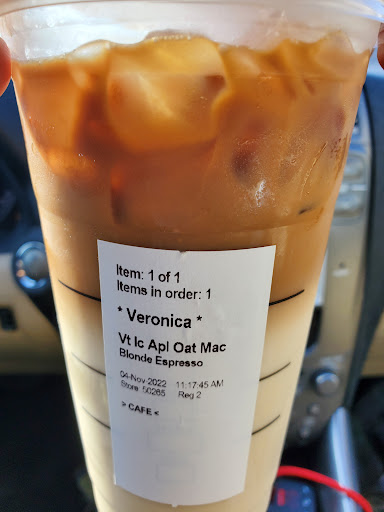 Item: 1 of 1
Items in order: 1
* Veronica *
Vt Ic Apl Oat Mac
Blonde Espresso
04-Nov-2022 11:17:45 AM
Store 50265 Reg 2
> CAFE <